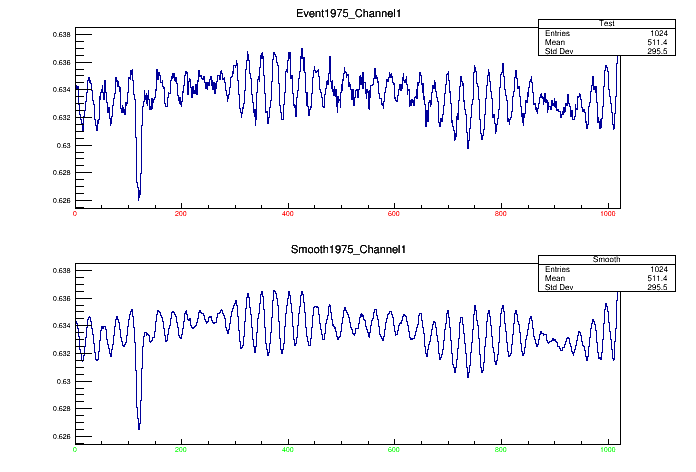 Event1975_Channel1
Test
Entries 1024
Mean 511.4
Std Dev 295.5
0.638
0.636
0.634
0.632
0.63
0.628
0.626
0 200 400 600 800 1000
Smooth1975_Channel1
Smooth
Entries 1024
Mean 511.4
Std Dev 295.5
0.638
0.636
0.634
0.632
0.63
0.628
0.626
0 200 400 600 800 1000